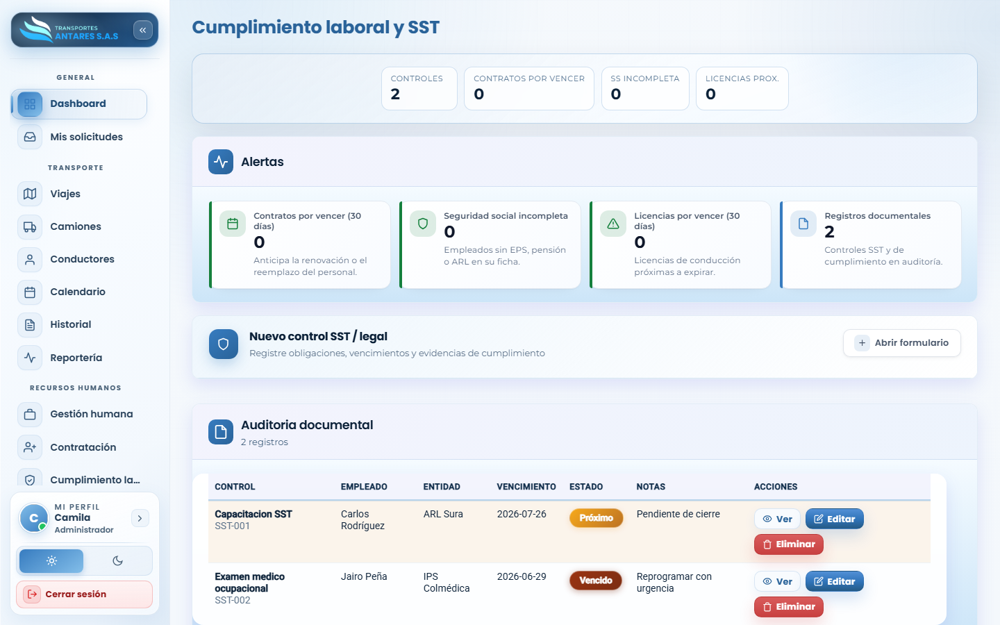 TRANSPORTES
ANTARES S.A.S
GENERAL
Dashboard
Mis solicitudes
TRANSPORTE
Viajes
Camiones
Conductores
Calendario
Historial
Reportería
RECURSOS HUMANOS
Gestión humana
Contratación
Cumplimiento la...
C
MI PERFIL
Camila
Administrador
Cerrar sesión
Cumplimiento laboral y SST
CONTROLES
2
CONTRATOS POR VENCER
0
SS INCOMPLETA
0
LICENCIAS PROX.
0
Alertas
Contratos por vencer (30
días)
0
Anticipa la renovación o el
reemplazo del personal.
Seguridad social incompleta
0
Empleados sin EPS, pensión
o ARL en su ficha.
Licencias por vencer (30
días)
0
Licencias de conducción
próximas a expirar.
Registros documentales
2
Controles SST y de
cumplimiento en auditoría.
Nuevo control SST / legal
Registre obligaciones, vencimientos y evidencias de cumplimiento
Abrir formulario
Auditoria documental
2 registros
CONTROL EMPLEADO ENTIDAD VENCIMIENTO ESTADO NOTAS ACCIONES
Capacitacion SST
SST-001
Carlos
Rodríguez
ARL Sura
2026-07-26
Próximo
Pendiente de cierre
Ver
Editar
Eliminar
Examen medico
ocupacional
SST-002
Jairo Peña
IPS
Colmédica
2026-06-29
Vencido
Reprogramar con
urgencia
Ver
Editar
Eliminar